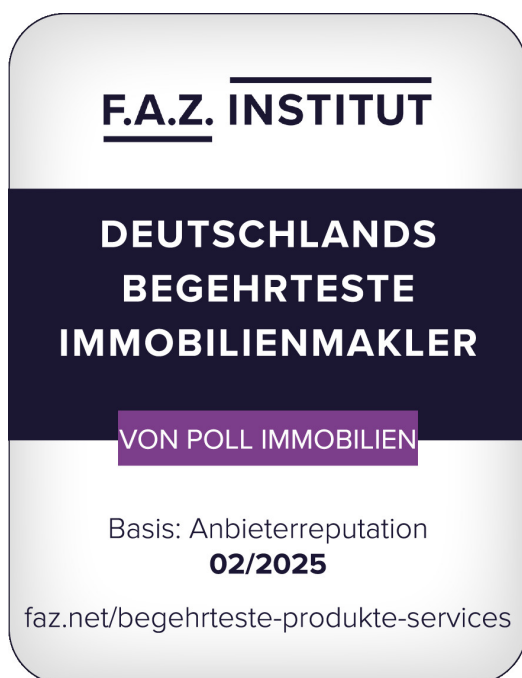 F.A.Z. INSTITUT
DEUTSCHLANDS
BEGEHRTESTE
IMMOBILIENMAKLER
VON POLL IMMOBILIEN
Basis: Anbieterreputation
02/2025
faz.net/begehrteste-produkte-services